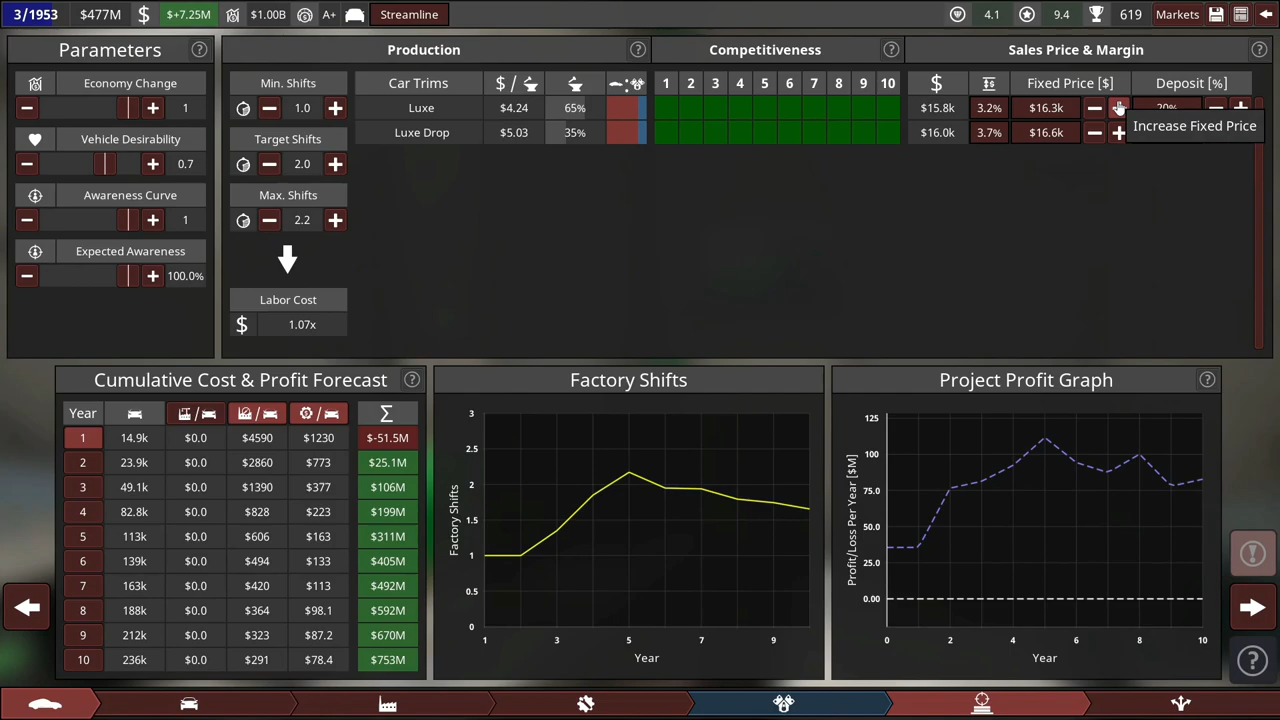 3/1953 $477M $+7.25M $1.00B A+ Streamline 4.1 9.4 619 Markets
Parameters ?
Economy Change
1
Vehicle Desirability
0.7
Awareness Curve
1
Expected Awareness
100.0%
Production ?
Min. Shifts
1.0
Target Shifts
2.0
Max. Shifts
2.2
Labor Cost
$ 1.07x
Car Trims $ /
Luxe $4.24 65%
Luxe Drop $5.03 35%
Competitiveness ?
1 2 3 4 5 6 7 8 9 10
Sales Price & Margin ?
$ Fixed Price [$] Deposit [%]
$15.8k 3.2% $16.3k 20%
$16.0k 3.7% $16.6k
Increase Fixed Price
Cumulative Cost & Profit Forecast ?
Year / / / Σ
1 14.9k $0.0 $4590 $1230 $-51.5M
2 23.9k $0.0 $2860 $773 $25.1M
3 49.1k $0.0 $1390 $377 $106M
4 82.8k $0.0 $828 $223 $199M
5 113k $0.0 $606 $163 $311M
6 139k $0.0 $494 $133 $405M
7 163k $0.0 $420 $113 $492M
8 188k $0.0 $364 $98.1 $592M
9 212k $0.0 $323 $87.2 $670M
10 236k $0.0 $291 $78.4 $753M
Factory Shifts
Factory Shifts
3
2.5
2
1.5
1
0.5
0
1 3 5 7 9
Year
Project Profit Graph ?
Profit/Loss Per Year [$M]
125
100
75.0
50.0
25.0
0.00
0 2 4 6 8 10
Year
?